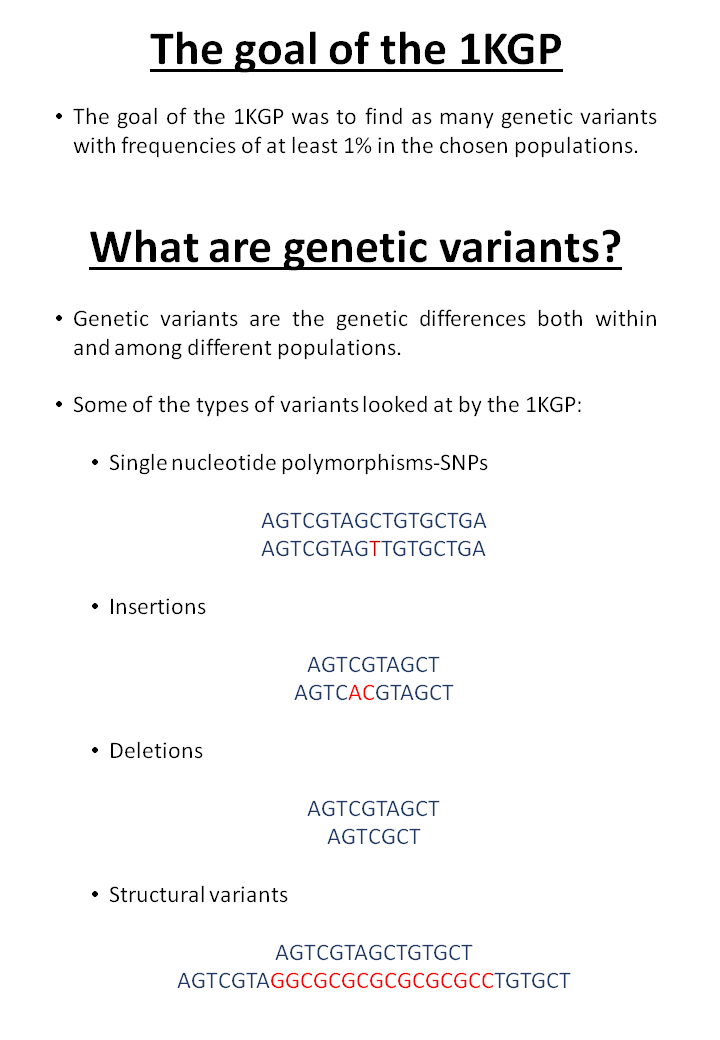 The goal of the 1KGP
• The goal of the 1KGP was to find as many genetic variants
with frequencies of at least 1% in the chosen populations.
What are genetic variants?
• Genetic variants are the genetic differences both within
and among different populations.
• Some of the types of variants looked at by the 1KGP:
• Single nucleotide polymorphisms-SNPs
AGTCGTAGCTGTGCTGA
AGTCGTAGTTGTGCTGA
• Insertions
AGTCGTAGCT
AGTCACGTAGCT
• Deletions
AGTCGTAGCT
AGTCGCT
• Structural variants
AGTCGTAGCTGTGCT
AGTCGTAGGCGCGCGCGCGCGCCTGTGCT